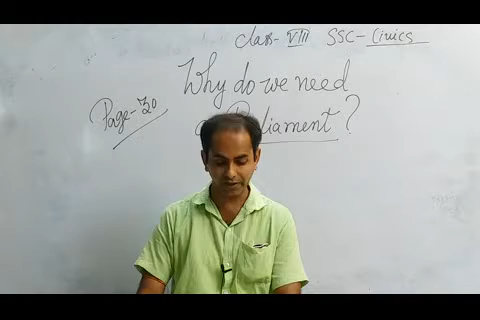 Class- VIII SSC- Civics
Why do we need
Page-30
Parliament ?